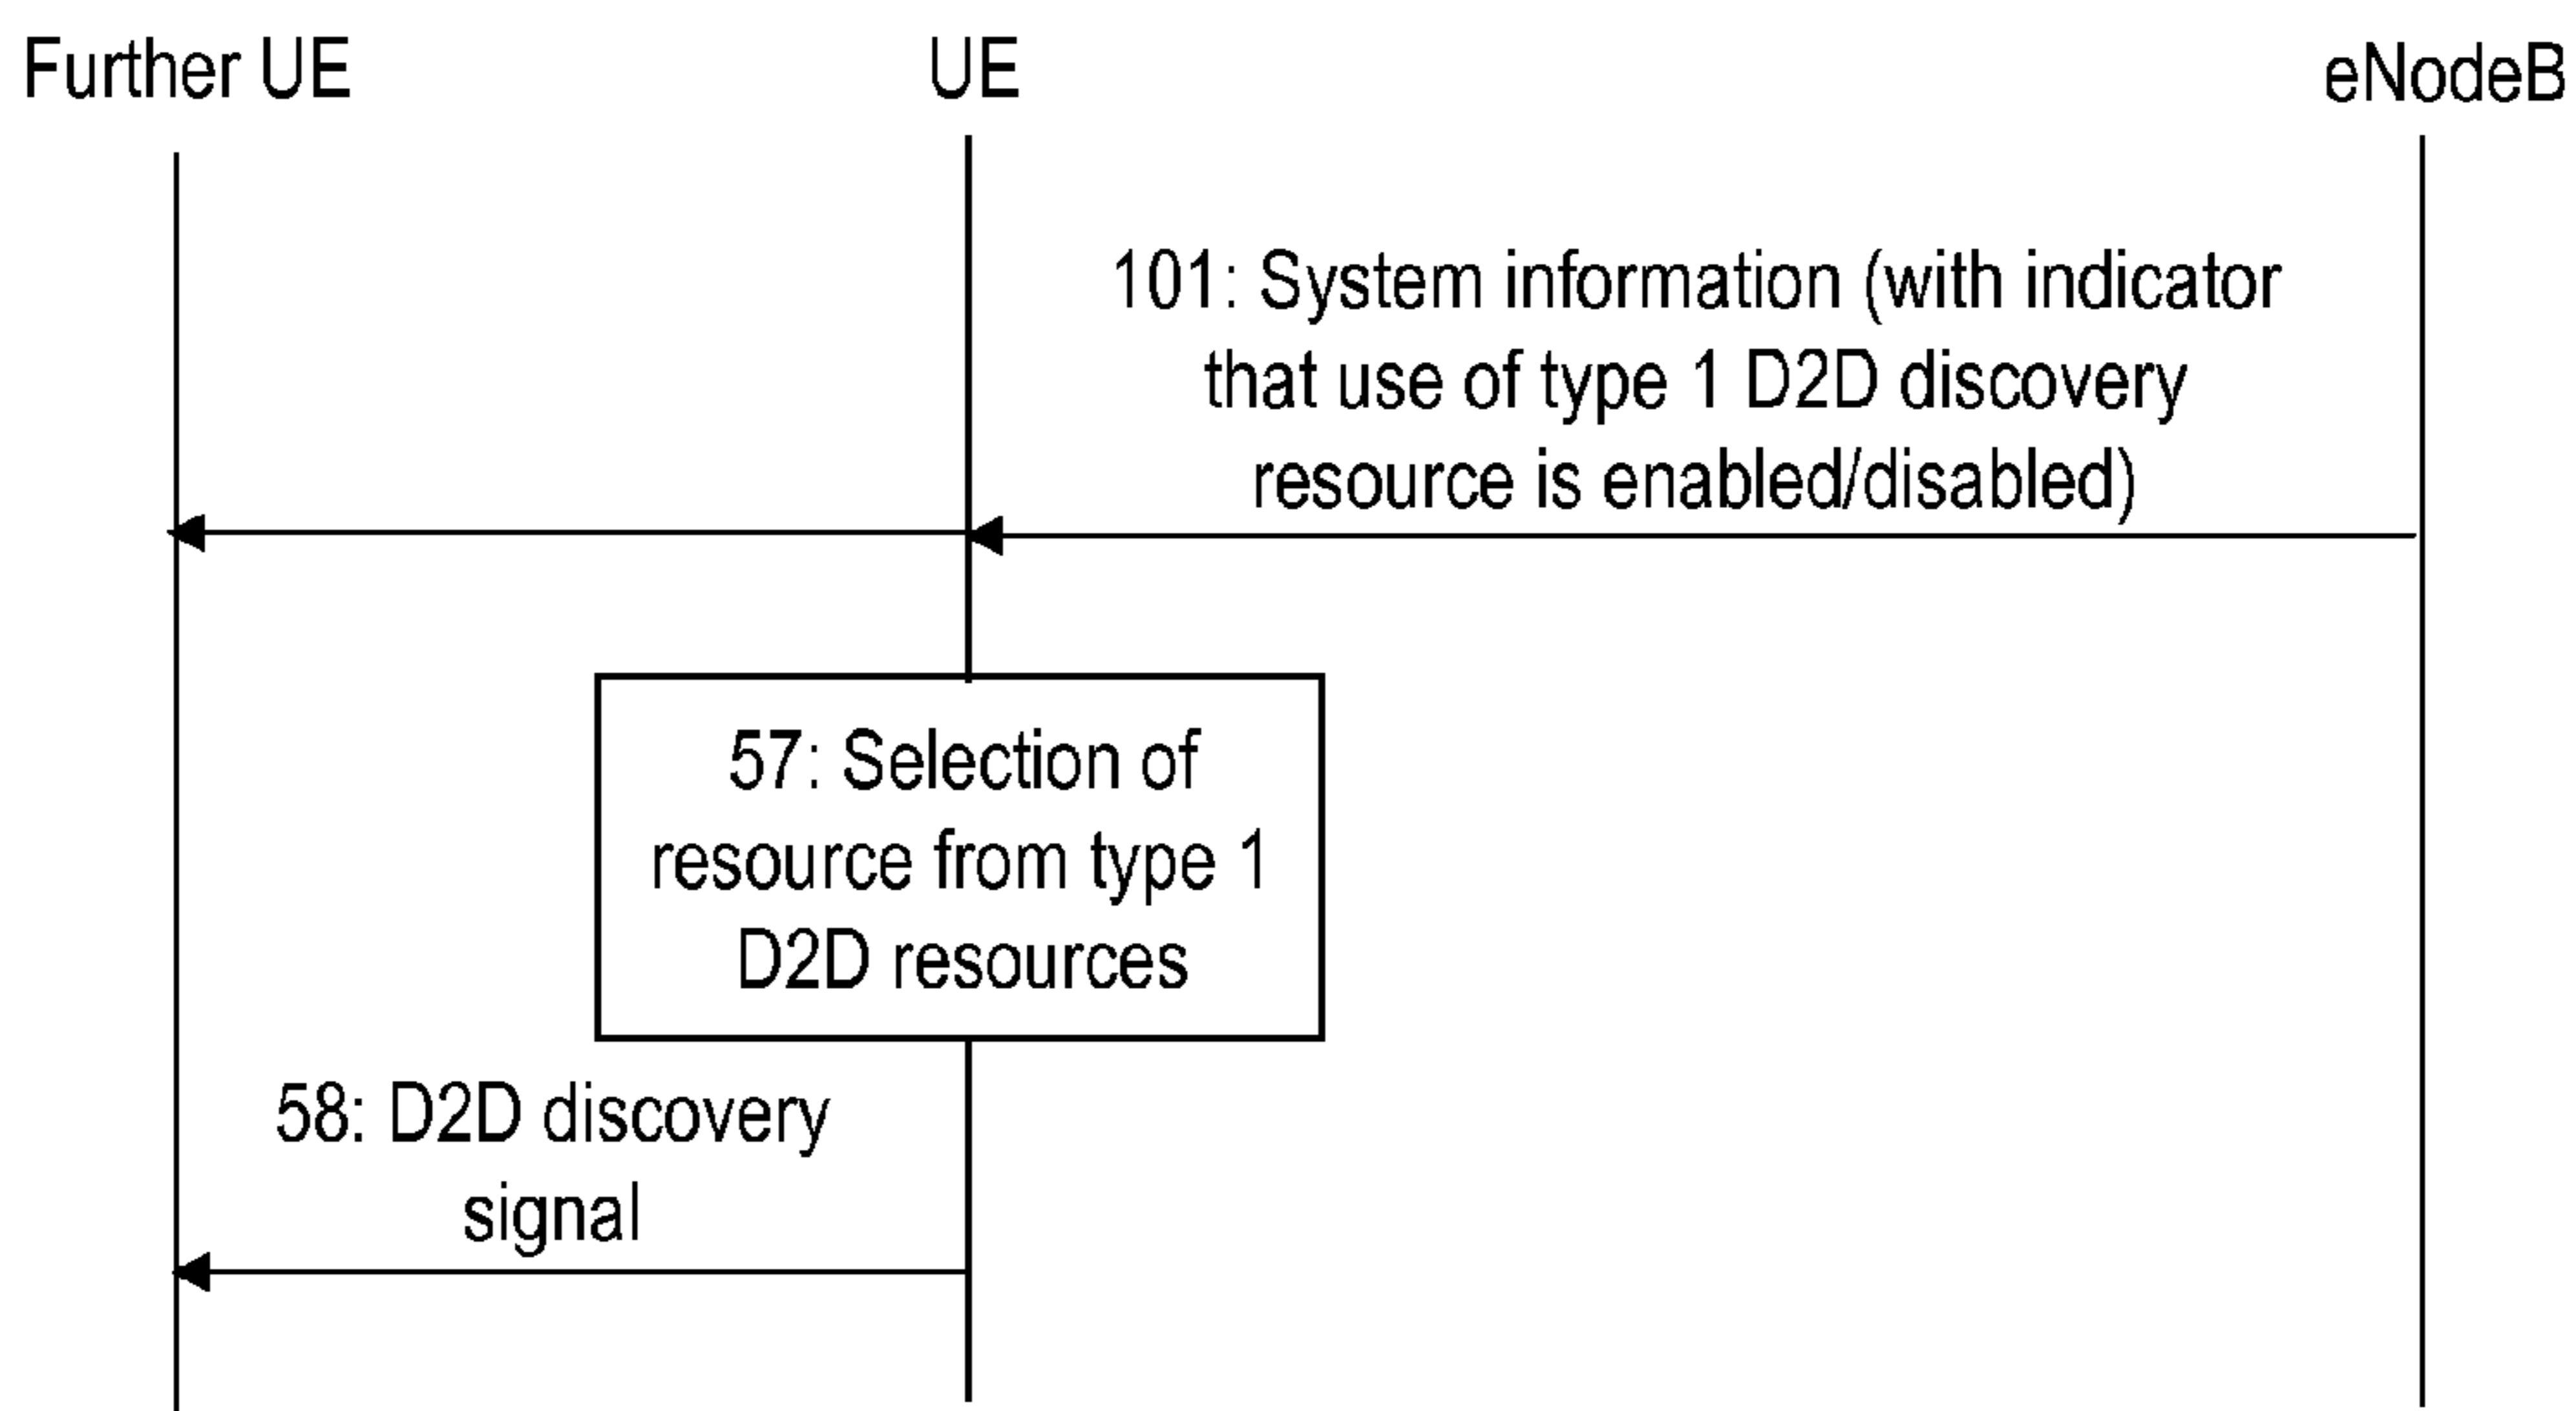 Further UE
UE
eNodeB
101: System information (with indicator
that use of type 1 D2D discovery
resource is enabled/disabled)
57: Selection of
resource from type 1
D2D resources
58: D2D discovery
signal